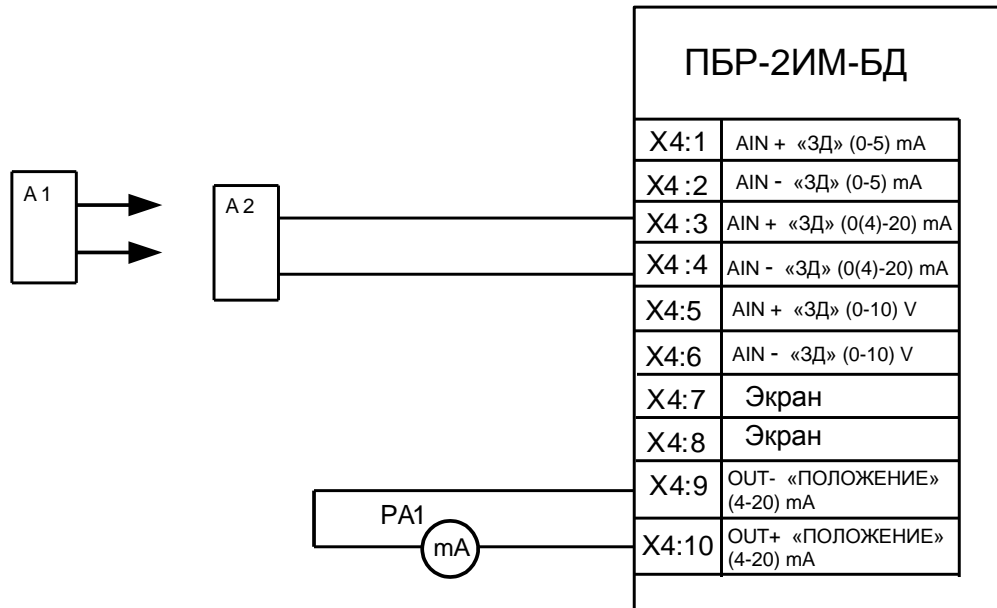 ПБР-2ИМ-БД
X4:1 AIN + «ЗД» (0-5) mA
X4:2 AIN - «ЗД» (0-5) mA
X4:3 AIN + «ЗД» (0(4)-20) mA
X4:4 AIN - «ЗД» (0(4)-20) mA
X4:5 AIN + «ЗД» (0-10) V
X4:6 AIN - «ЗД» (0-10) V
X4:7 Экран
X4:8 Экран
X4:9 OUT- «ПОЛОЖЕНИЕ»
(4-20) mA
X4:10 OUT+ «ПОЛОЖЕНИЕ»
(4-20) mA
A1
A2
PA1
mA